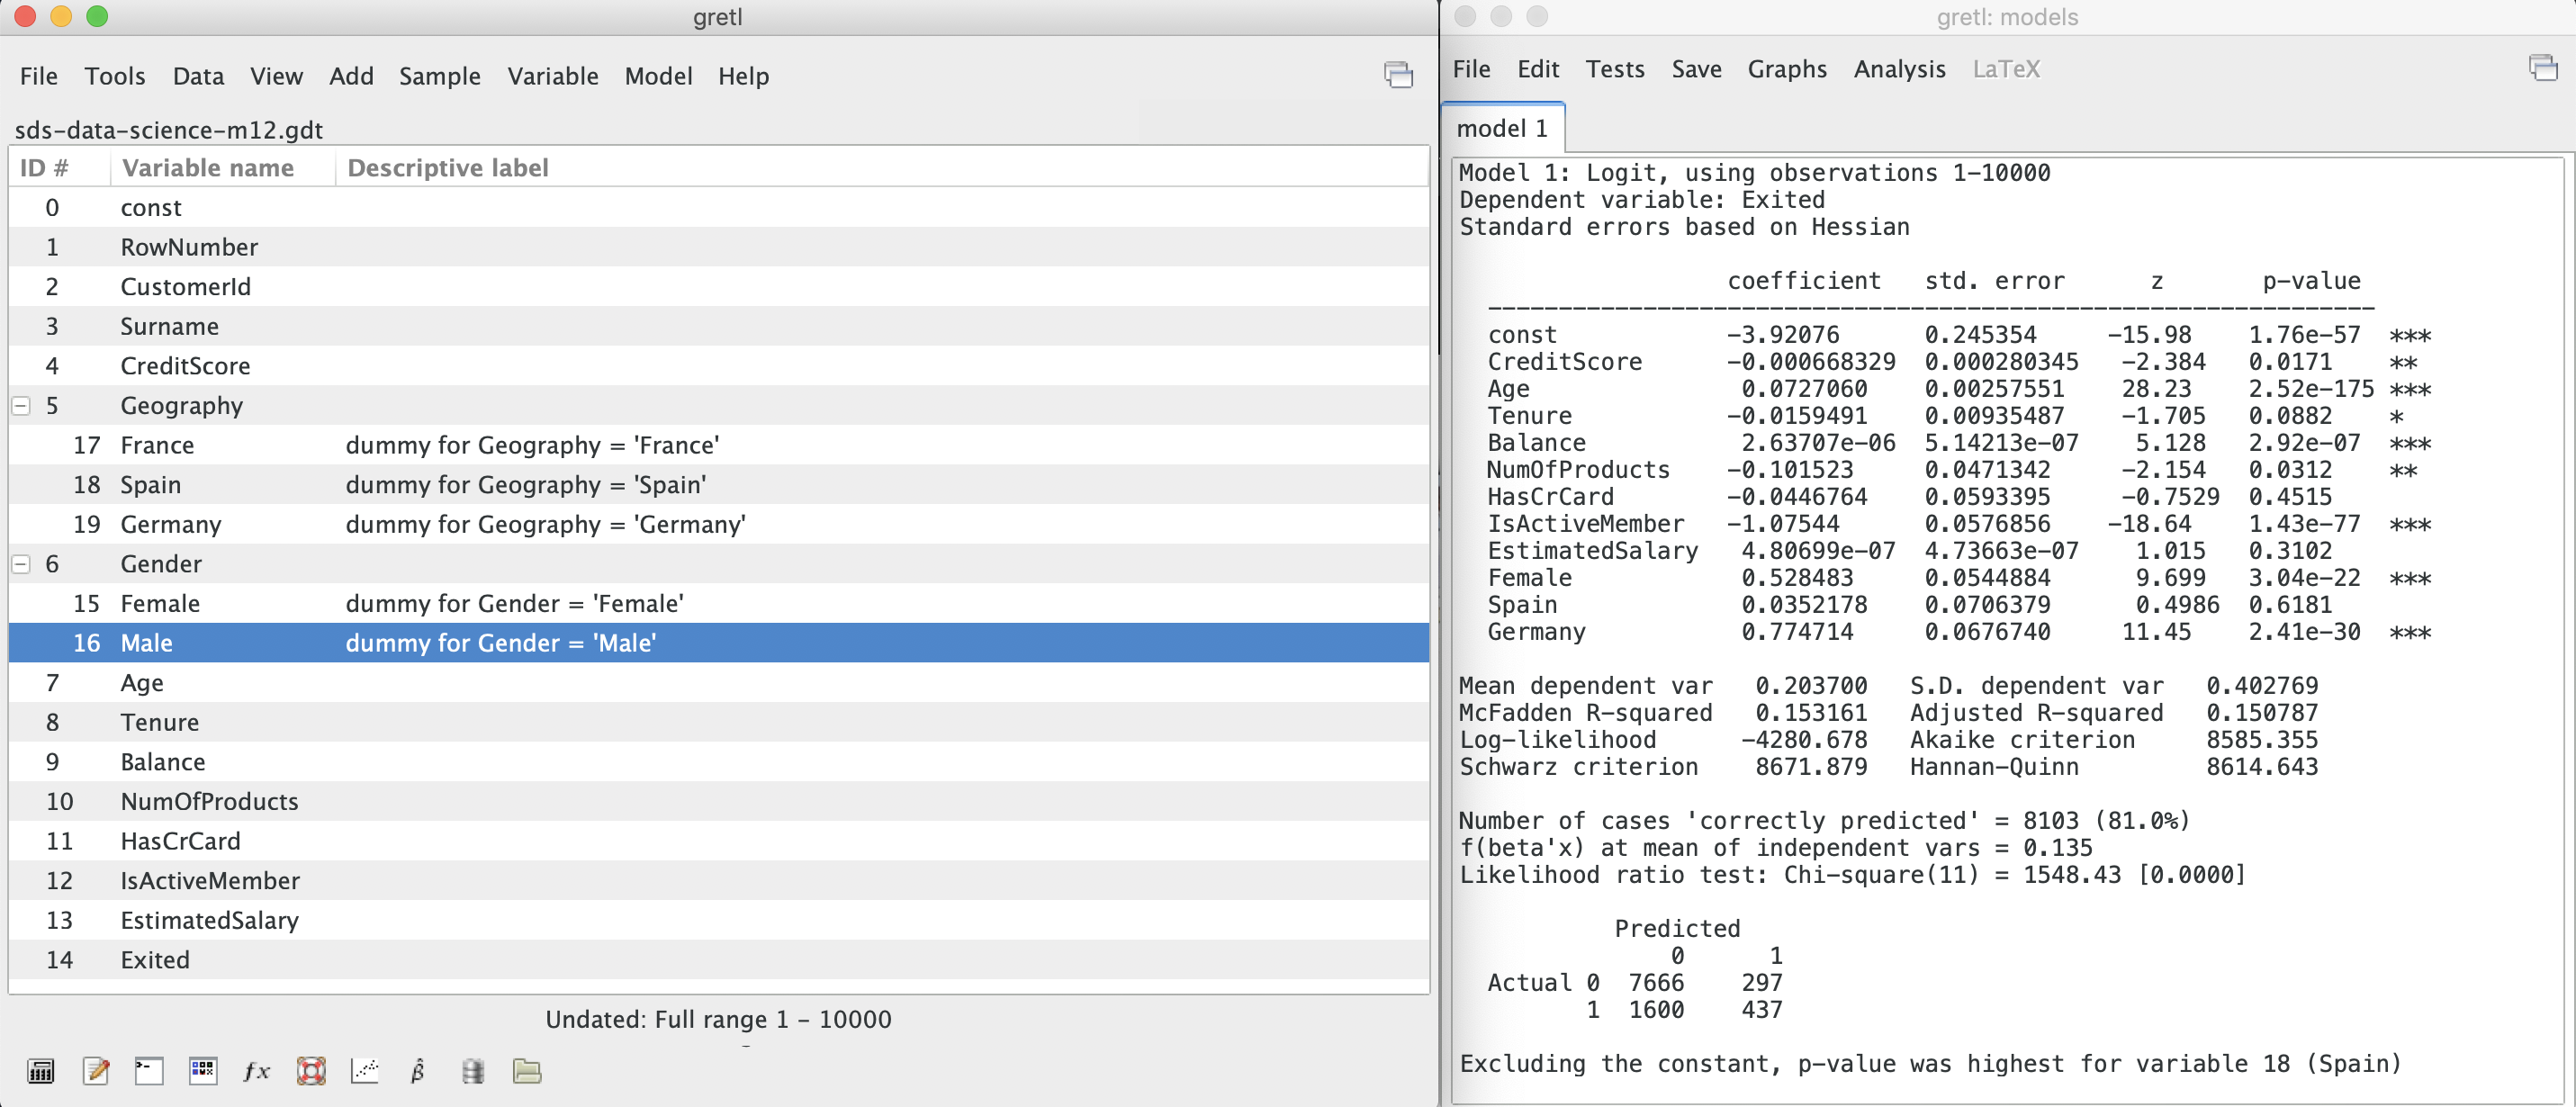 gretl
File Tools Data View Add Sample Variable Model Help
sds-data-science-m12.gdt
ID # Variable name Descriptive label
0 const
1 RowNumber
2 CustomerId
3 Surname
4 CreditScore
5 Geography
17 France dummy for Geography = 'France'
18 Spain dummy for Geography = 'Spain'
19 Germany dummy for Geography = 'Germany'
6 Gender
15 Female dummy for Gender = 'Female'
16 Male dummy for Gender = 'Male'
7 Age
8 Tenure
9 Balance
10 NumOfProducts
11 HasCrCard
12 IsActiveMember
13 EstimatedSalary
14 Exited
Undated: Full range 1 - 10000
fx β̂
gretl: models
File Edit Tests Save Graphs Analysis LaTeX
model 1
Model 1: Logit, using observations 1-10000
Dependent variable: Exited
Standard errors based on Hessian
coefficient std. error z p-value
const -3.92076 0.245354 -15.98 1.76e-57 ***
CreditScore -0.000668329 0.000280345 -2.384 0.0171 **
Age 0.0727060 0.00257551 28.23 2.52e-175 ***
Tenure -0.0159491 0.00935487 -1.705 0.0882 *
Balance 2.63707e-06 5.14213e-07 5.128 2.92e-07 ***
NumOfProducts -0.101523 0.0471342 -2.154 0.0312 **
HasCrCard -0.0446764 0.0593395 -0.7529 0.4515
IsActiveMember -1.07544 0.0576856 -18.64 1.43e-77 ***
EstimatedSalary 4.80699e-07 4.73663e-07 1.015 0.3102
Female 0.528483 0.0544884 9.699 3.04e-22 ***
Spain 0.0352178 0.0706379 0.4986 0.6181
Germany 0.774714 0.0676740 11.45 2.41e-30 ***
Mean dependent var 0.203700 S.D. dependent var 0.402769
McFadden R-squared 0.153161 Adjusted R-squared 0.150787
Log-likelihood -4280.678 Akaike criterion 8585.355
Schwarz criterion 8671.879 Hannan-Quinn 8614.643
Number of cases 'correctly predicted' = 8103 (81.0%)
f(beta'x) at mean of independent vars = 0.135
Likelihood ratio test: Chi-square(11) = 1548.43 [0.0000]
Predicted
0 1
Actual 0 7666 297
1 1600 437
Excluding the constant, p-value was highest for variable 18 (Spain)